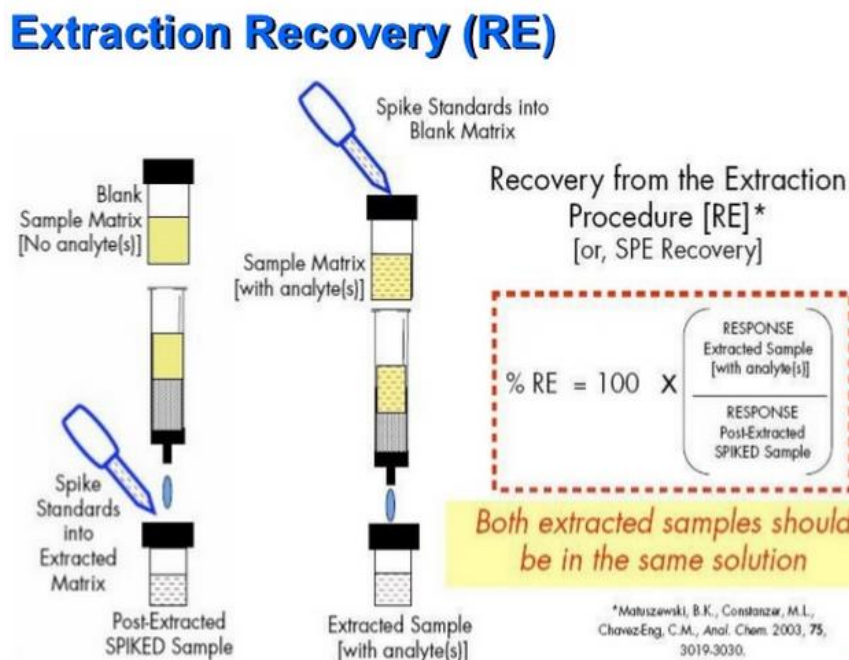 Extraction Recovery (RE)
Blank
Sample Matrix
[No analyte(s)]
Spike
Standards
into
Extracted
Matrix
Post-Extracted
SPIKED Sample
Spike Standards into
Blank Matrix
Sample Matrix
[with analyte(s)]
Extracted Sample
[with analyte(s)]
Recovery from the Extraction
Procedure [RE]*
[or, SPE Recovery]
% RE = 100 x
RESPONSE
Extracted Sample
[with analyte(s)]
RESPONSE
Post-Extracted
SPIKED Sample
Both extracted samples should
be in the same solution
*Matuszewski, B.K., Constanzer, M.L.,
Chavez-Eng, C.M., Anal. Chem. 2003, 75,
3019-3030.